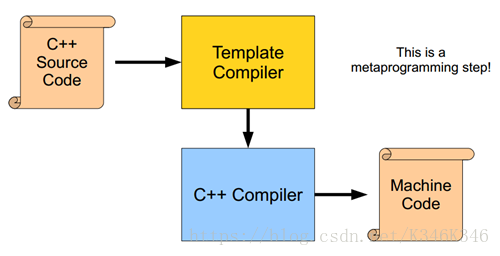 C++
Source
Code
Template
Compiler
This is a
metaprogramming step!
C++ Compiler
Machine
Code
https://blog.csdn.net/K346K346